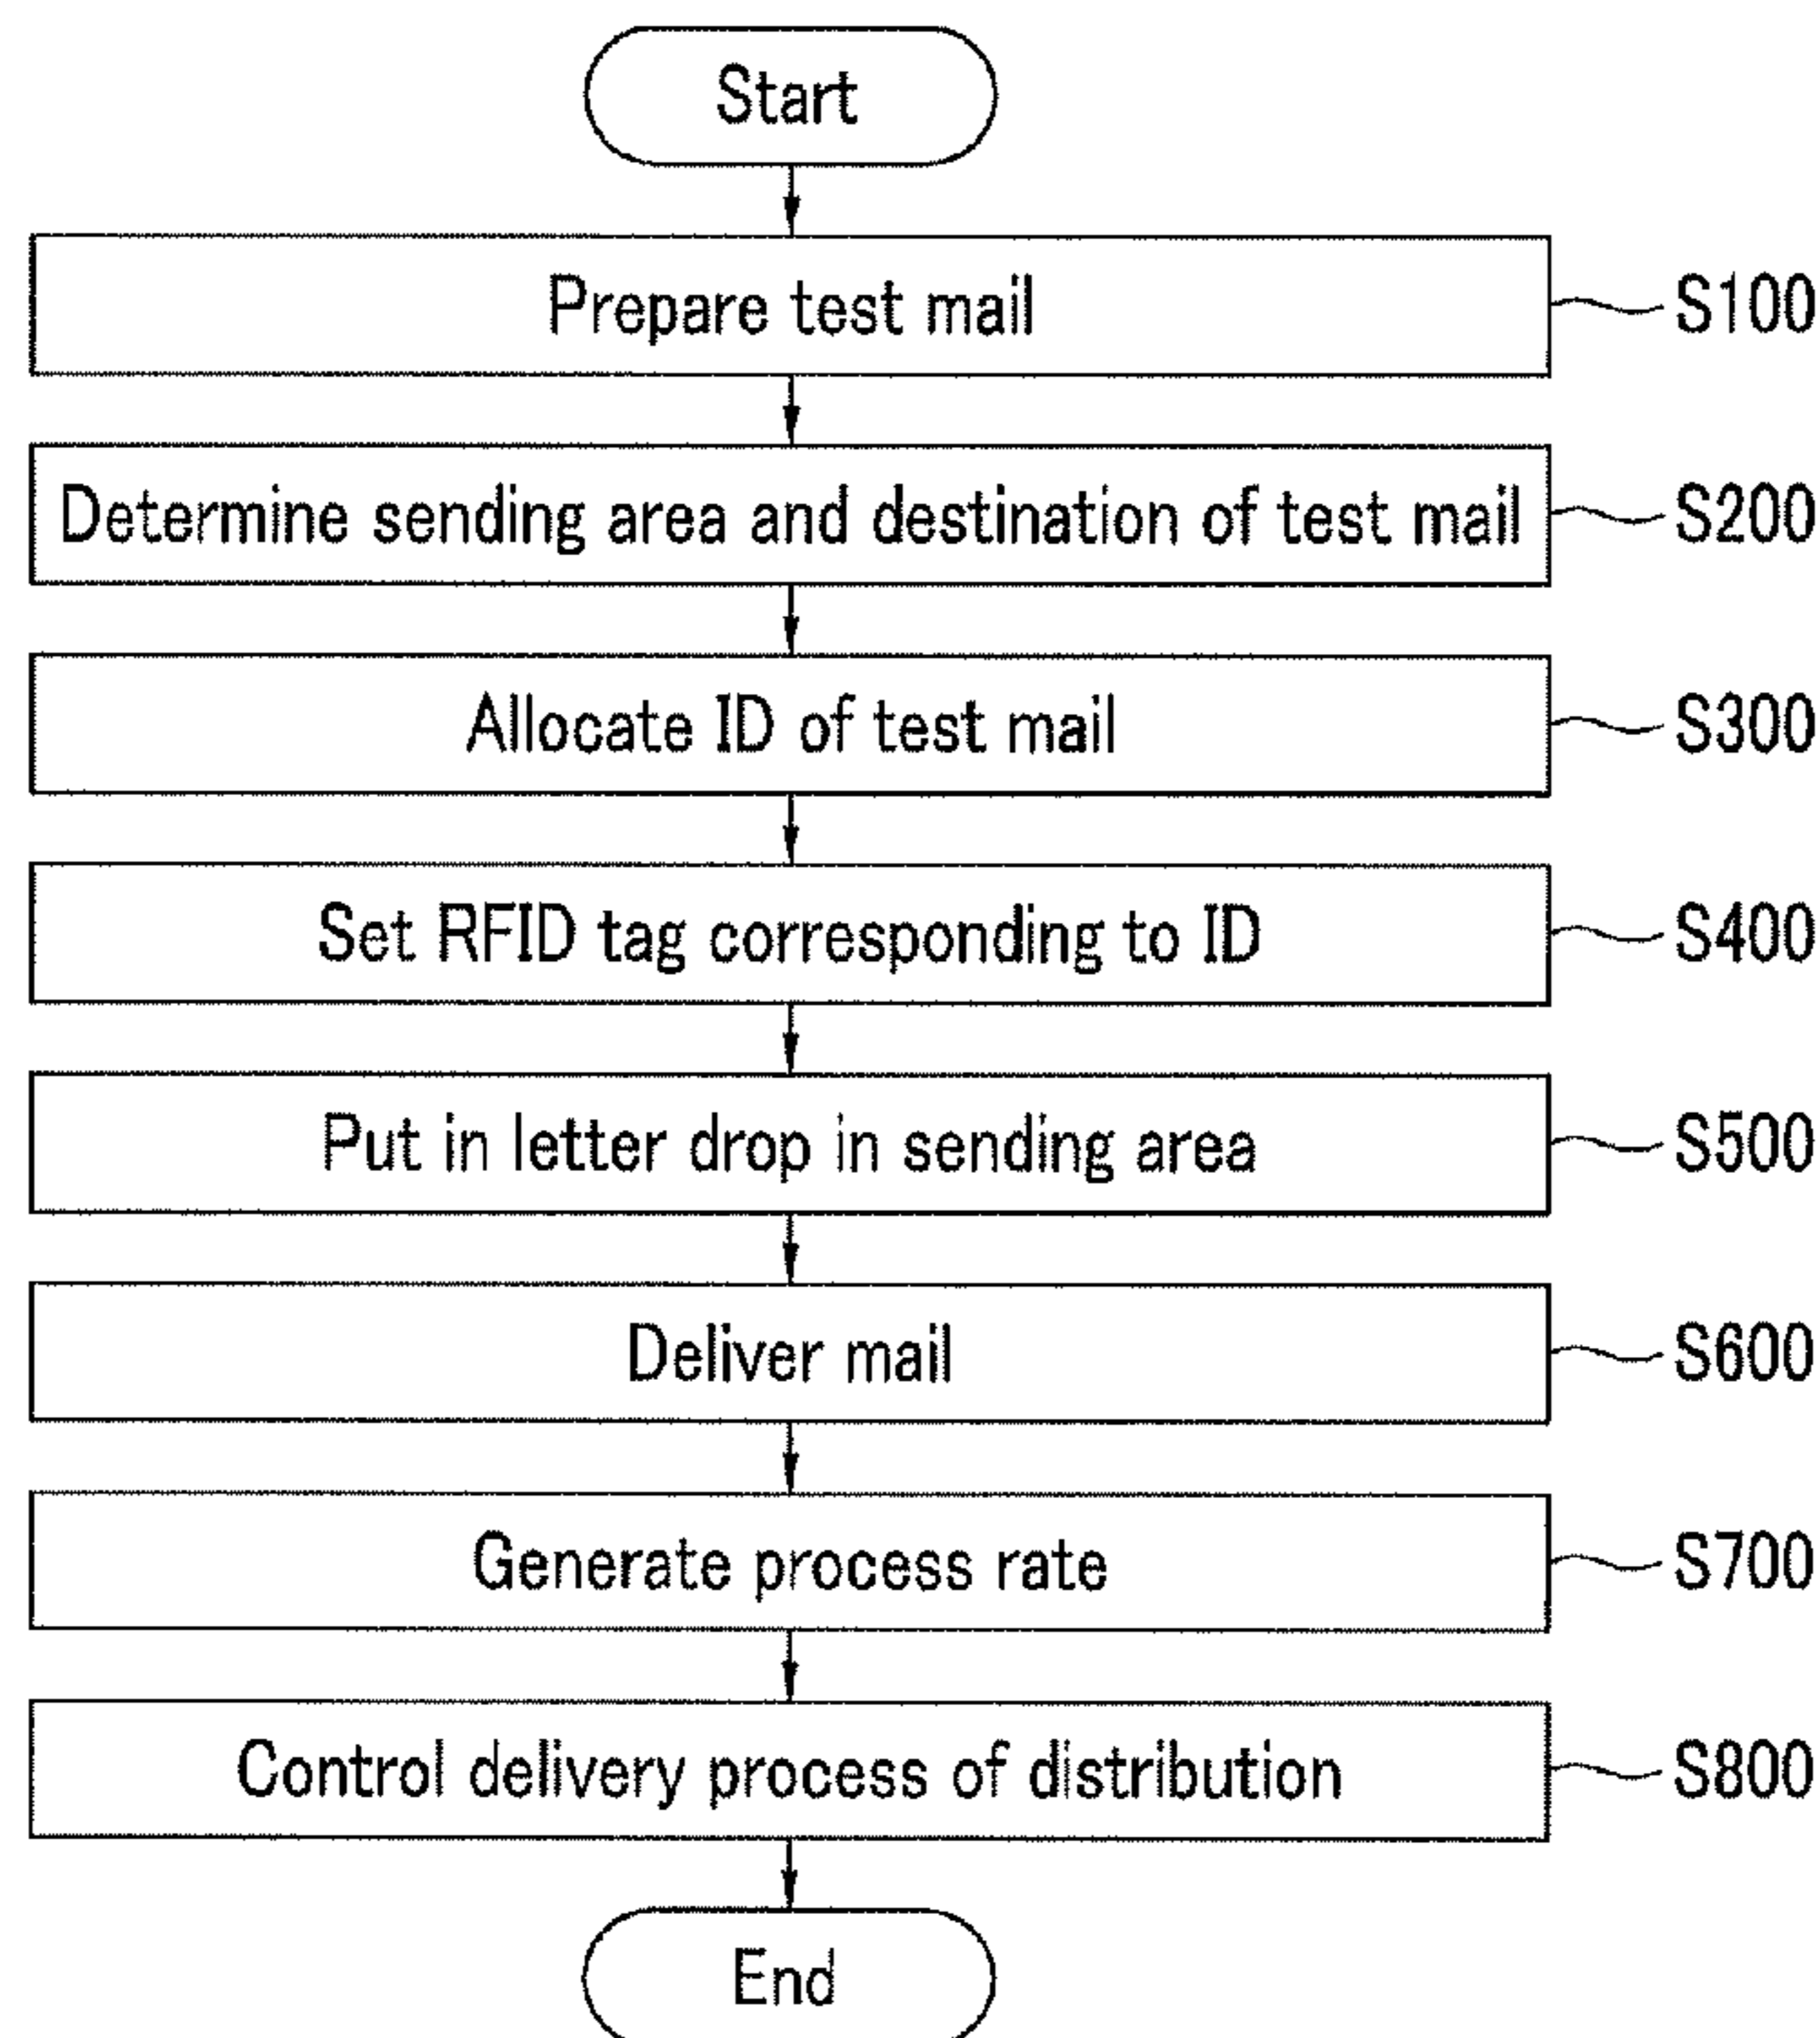 Start
Prepare test mail
S100
Determine sending area and destination of test mail
S200
Allocate ID of test mail
S300
Set RFID tag corresponding to ID
S400
Put in letter drop in sending area
S500
Deliver mail
S600
Generate process rate
S700
Control delivery process of distribution
S800
End